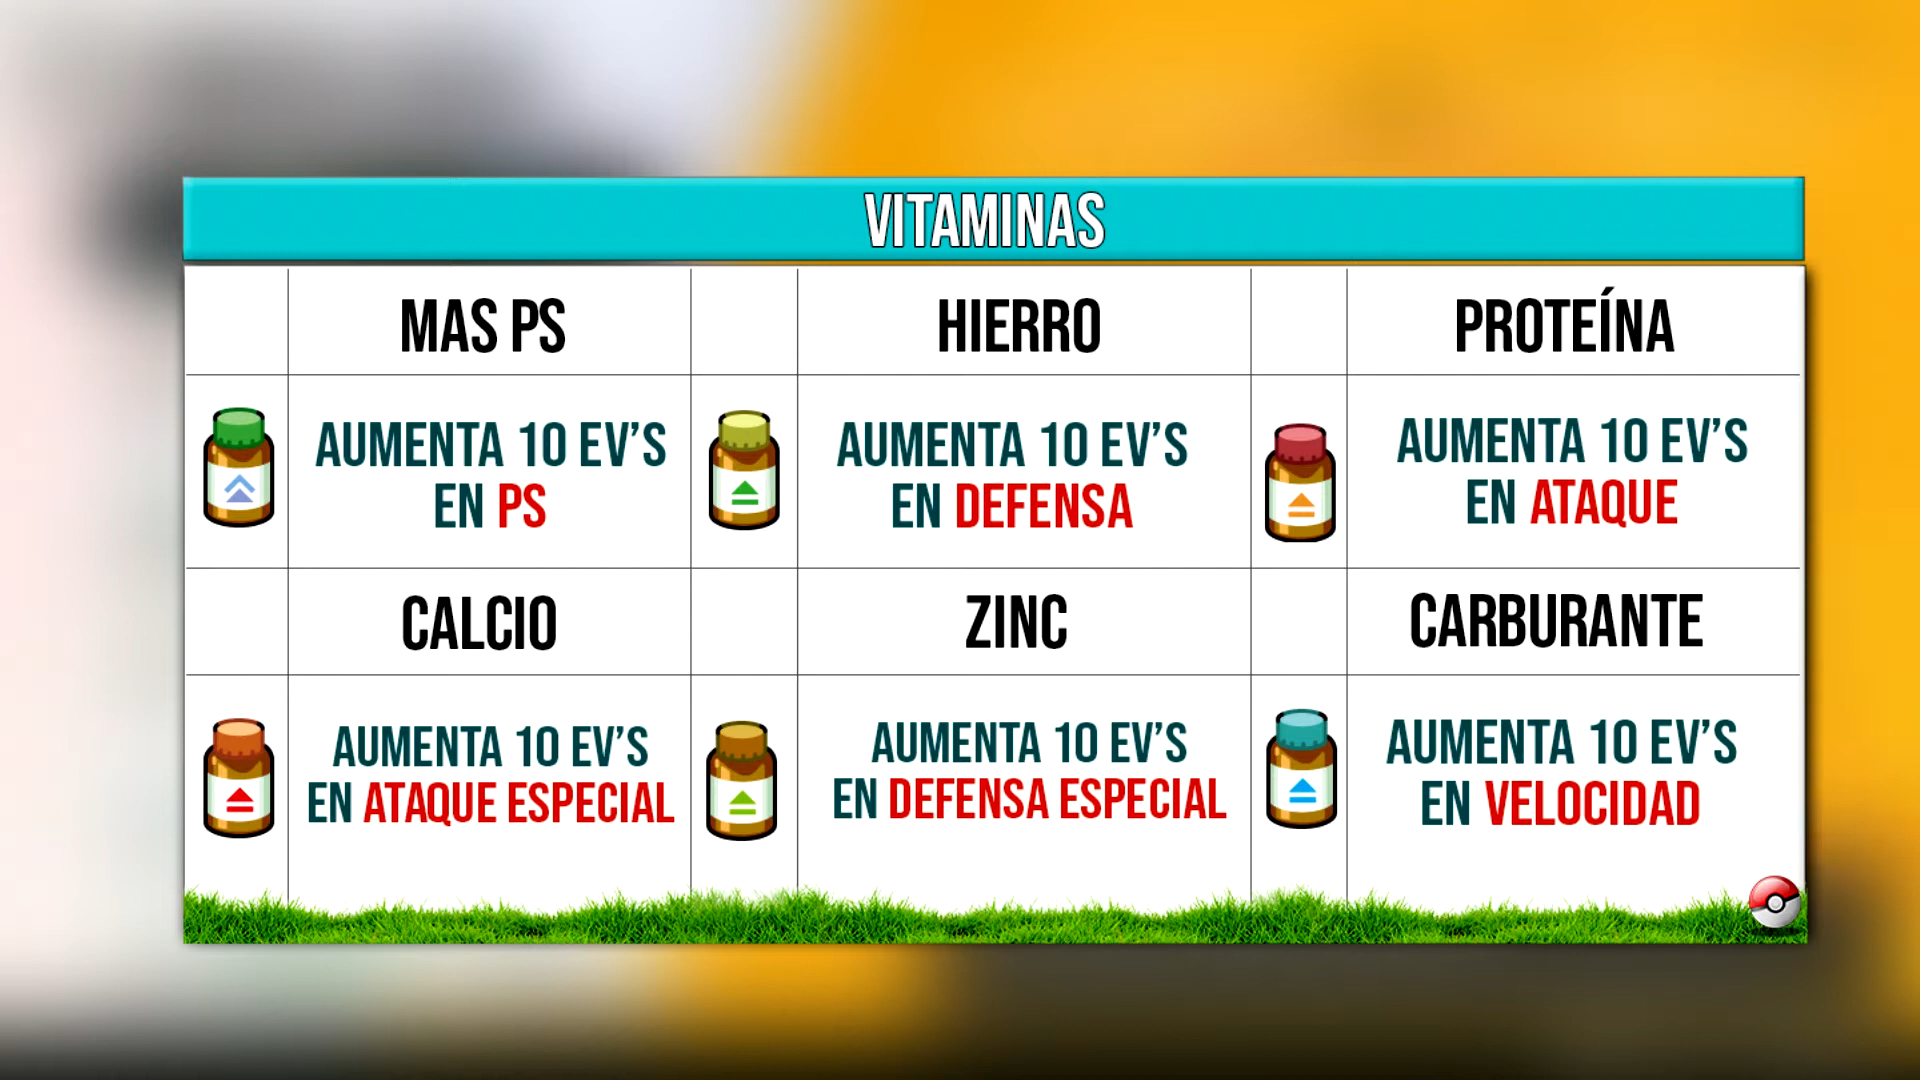 VITAMINAS
MAS PS
HIERRO
PROTEÍNA
AUMENTA 10 EV'S
EN PS
AUMENTA 10 EV'S
EN DEFENSA
AUMENTA 10 EV'S
EN ATAQUE
CALCIO
ZINC
CARBURANTE
AUMENTA 10 EV'S
EN ATAQUE ESPECIAL
AUMENTA 10 EV'S
EN DEFENSA ESPECIAL
AUMENTA 10 EV'S
EN VELOCIDAD